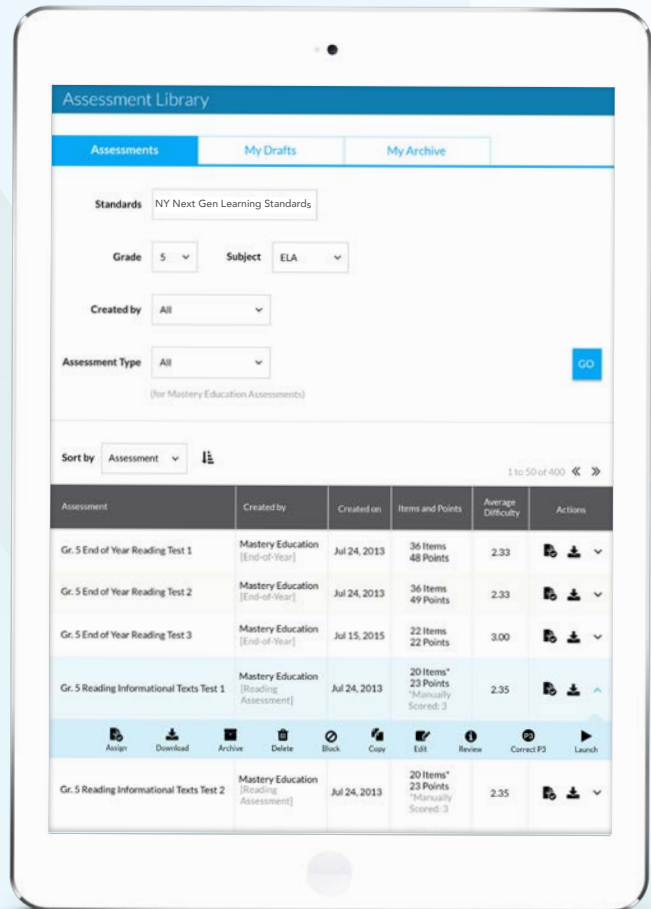 Assessment Library
Assessments My Drafts My Archive
Standards NY Next Gen Learning Standards
Grade 5 Subject ELA
Created by All
Assessment Type All GO
(for Mastery Education Assessments)
Sort by Assessment 1 to 50 of 400 « »
Assessment Created by Created on Items and Points Average Difficulty Actions
Gr. 5 End of Year Reading Test 1 Mastery Education [End-of-Year] Jul 24, 2013 36 Items 48 Points 2.33
Gr. 5 End of Year Reading Test 2 Mastery Education [End-of-Year] Jul 24, 2013 36 Items 49 Points 2.33
Gr. 5 End of Year Reading Test 3 Mastery Education [End-of-Year] Jul 15, 2015 22 Items 22 Points 3.00
Gr. 5 Reading Informational Texts Test 1 Mastery Education [Reading Assessment] Jul 24, 2013 20 Items* 23 Points *Manually Scored: 3 2.35
Assign Download Archive Delete Block Copy Edit Review P3 Correct P3 Launch
Gr. 5 Reading Informational Texts Test 2 Mastery Education [Reading Assessment] Jul 24, 2013 20 Items* 23 Points *Manually Scored: 3 2.35